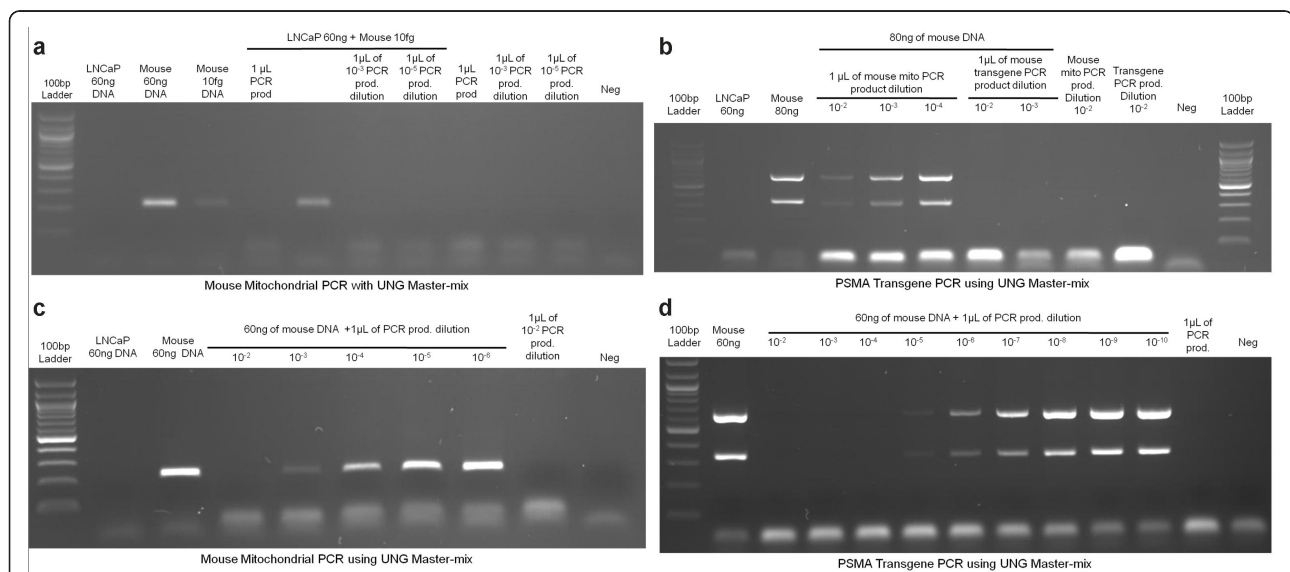 a
LNCaP 60ng + Mouse 10fg
100bp
Ladder
LNCaP
60ng
DNA
Mouse
60ng
DNA
Mouse
10fg
DNA
1 µL
PCR
prod
1µL of
10-3 PCR
prod.
dilution
1µL of
10-5 PCR
prod.
dilution
1µL
PCR
prod
1µL of
10-3 PCR
prod.
dilution
1µL of
10-5 PCR
prod.
dilution
Neg
Mouse Mitochondrial PCR with UNG Master-mix
b
80ng of mouse DNA
100bp
Ladder
LNCaP
60ng
Mouse
80ng
1 µL of mouse mito PCR
product dilution
10-2
10-3
10-4
1µL of mouse
transgene PCR
product dilution
10-2
10-3
Mouse
mito PCR
prod.
Dilution
10-2
Transgene
PCR prod.
Dilution
10-2
Neg
100bp
Ladder
PSMA Transgene PCR using UNG Master-mix
c
100bp
Ladder
LNCaP
60ng DNA
Mouse
60ng DNA
60ng of mouse DNA +1µL of PCR prod. dilution
10-2
10-3
10-4
10-5
10-6
1µL of
10-2 PCR
prod.
dilution
Neg
Mouse Mitochondrial PCR using UNG Master-mix
d
100bp
Ladder
Mouse
60ng
60ng of mouse DNA + 1µL of PCR prod. dilution
10-2
10-3
10-4
10-5
10-6
10-7
10-8
10-9
10-10
1µL of
PCR
prod.
Neg
PSMA Transgene PCR using UNG Master-mix